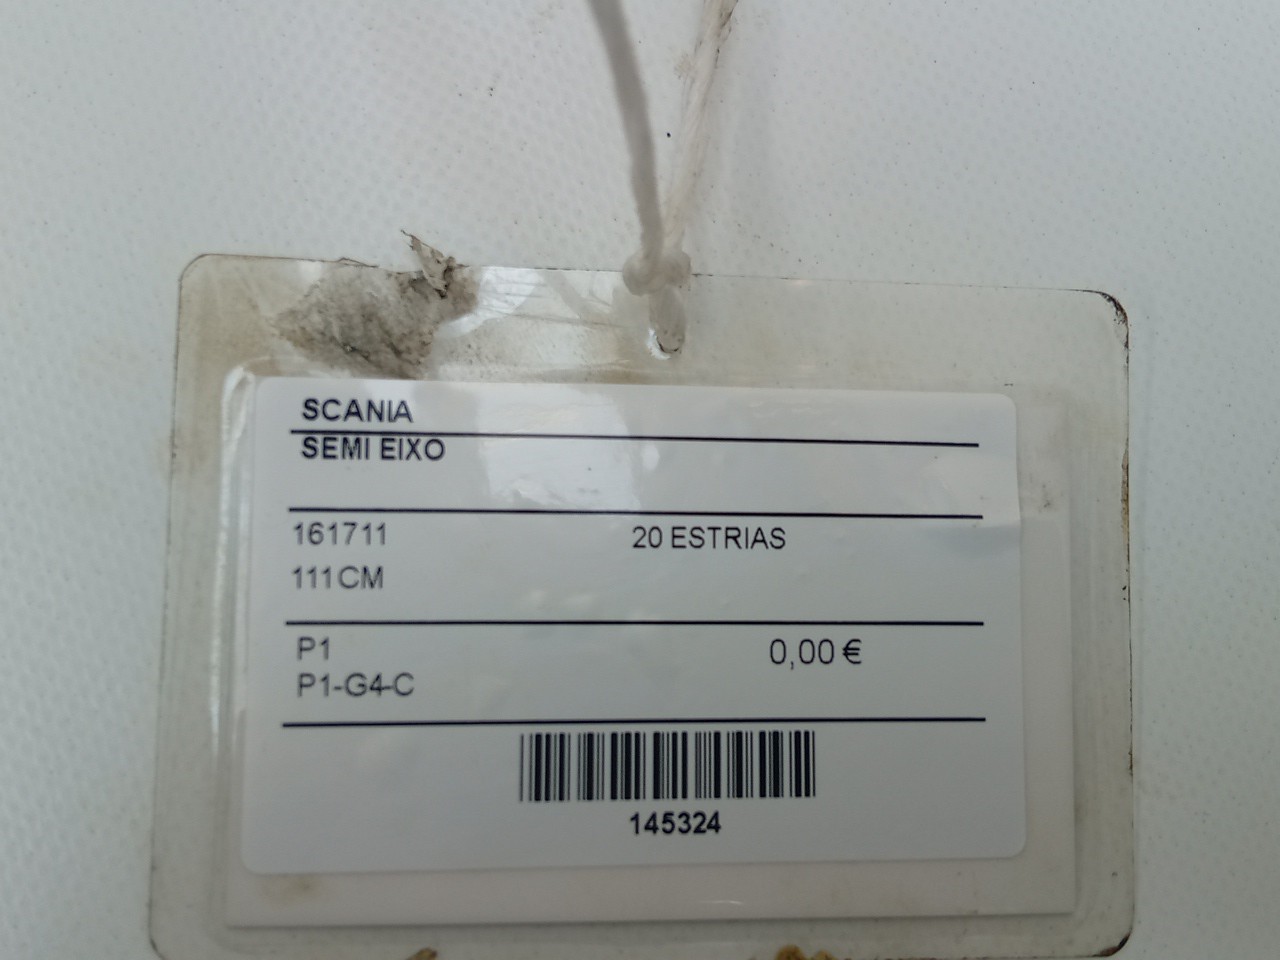 SCANIA
SEMI EIXO
161711 20 ESTRIAS
111CM
P1 0,00 €
P1-G4-C
145324